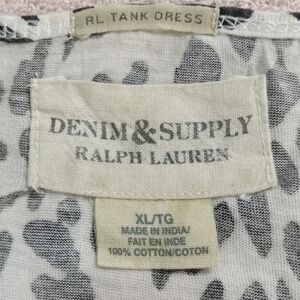 RL TANK DRESS
DENIM & SUPPLY
RALPH LAUREN
XL/TG
MADE IN INDIA/
FAIT EN INDE
100% COTTON/COTON